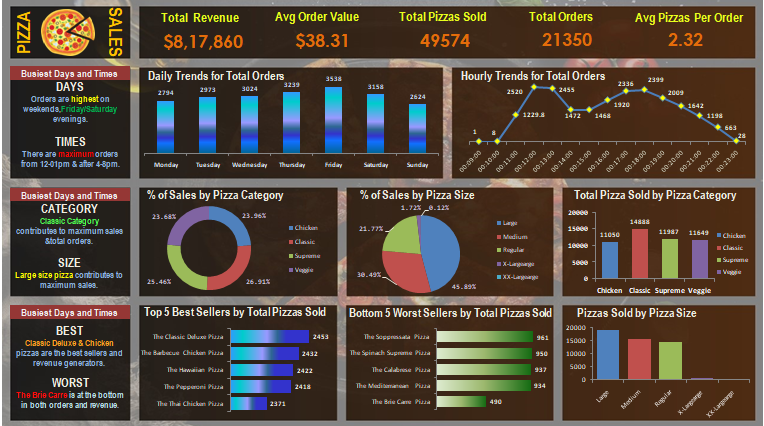 PIZZA
SALES
Total Revenue
$8,17,860
Avg Order Value
$38.31
Total Pizzas Sold
49574
Total Orders
21350
Avg Pizzas Per Order
2.32
Busiest Days and Times
DAYS
Orders are highest on
weekends,Friday/Saturday
evenings.
TIMES
There are maximum orders
from 12-01pm & after 4-8pm.
Daily Trends for Total Orders
2794
2973
3024
3239
3538
3158
2624
Monday
Tuesday
Wednesday
Thursday
Friday
Saturday
Sunday
Hourly Trends for Total Orders
1
8
2520
1229.8
2455
1472
1468
1920
2336
2399
2009
1642
1198
663
28
00:09:00
00:10:00
00:11:00
00:12:00
00:13:00
00:14:00
00:15:00
00:16:00
00:17:00
00:18:00
00:19:00
00:20:00
00:21:00
00:22:00
00:23:00
Busiest Days and Times
CATEGORY
Classic Category
contributes to maximum sales
&total orders.
SIZE
Large size pizza contributes to
maximum sales.
% of Sales by Pizza Category
23.68%
23.96%
25.46%
26.91%
Chicken
Classic
Supreme
Veggie
% of Sales by Pizza Size
1.72%
0.12%
21.77%
30.49%
45.89%
Large
Medium
Regular
X-Largearge
XX-Largearge
Total Pizza Sold by Pizza Category
20000
15000
10000
5000
0
11050
14888
11987
11649
Chicken
Classic
Supreme
Veggie
Chicken
Classic
Supreme
Veggie
Busiest Days and Times
BEST
Classic Deluxe & Chicken
pizzas are the best sellers and
revenue generators.
WORST
The Brie Carre is at the bottom
in both orders and revenue.
Top 5 Best Sellers by Total Pizzas Sold
The Classic Deluxe Pizza
2453
The Barbecue Chicken Pizza
2432
The Hawaiian Pizza
2422
The Pepperoni Pizza
2418
The Thai Chicken Pizza
2371
Bottom 5 Worst Sellers by Total Pizzas Sold
The Soppressata Pizza
961
The Spinach Supreme Pizza
950
The Calabrese Pizza
937
The Mediterranean Pizza
934
The Brie Carre Pizza
490
Pizzas Sold by Pizza Size
20000
15000
10000
5000
0
Large
Medium
Regular
X-Largearge
XX-Largearge